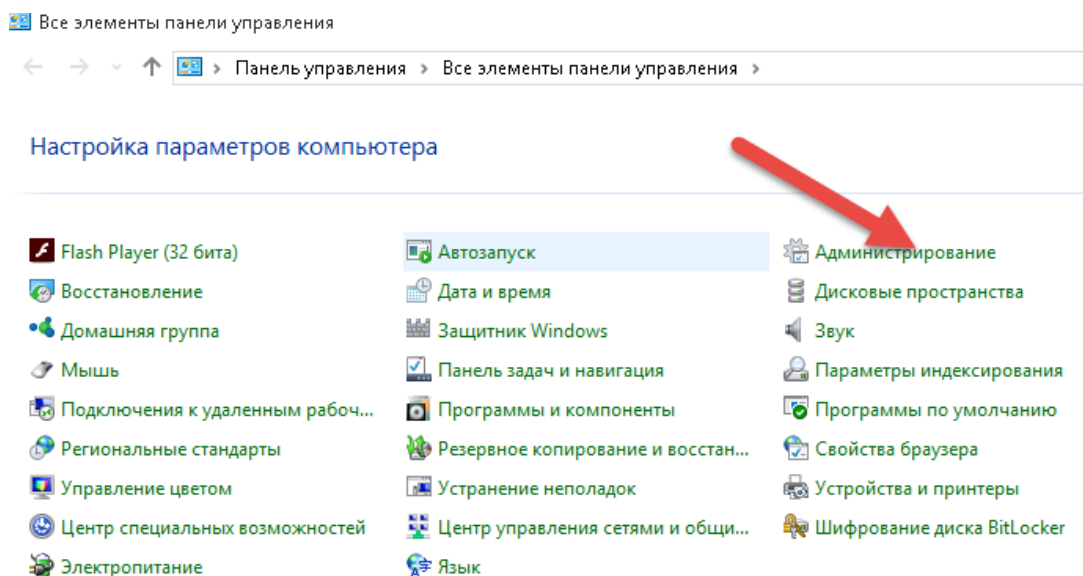 Все элементы панели управления
Панель управления > Все элементы панели управления >
Настройка параметров компьютера
Flash Player (32 бита) Автозапуск Администрирование
Восстановление Дата и время Дисковые пространства
Домашняя группа Защитник Windows Звук
Мышь Панель задач и навигация Параметры индексирования
Подключения к удаленным рабоч... Программы и компоненты Программы по умолчанию
Региональные стандарты Резервное копирование и восстан... Свойства браузера
Управление цветом Устранение неполадок Устройства и принтеры
Центр специальных возможностей Центр управления сетями и общи... Шифрование диска BitLocker
Электропитание Язык